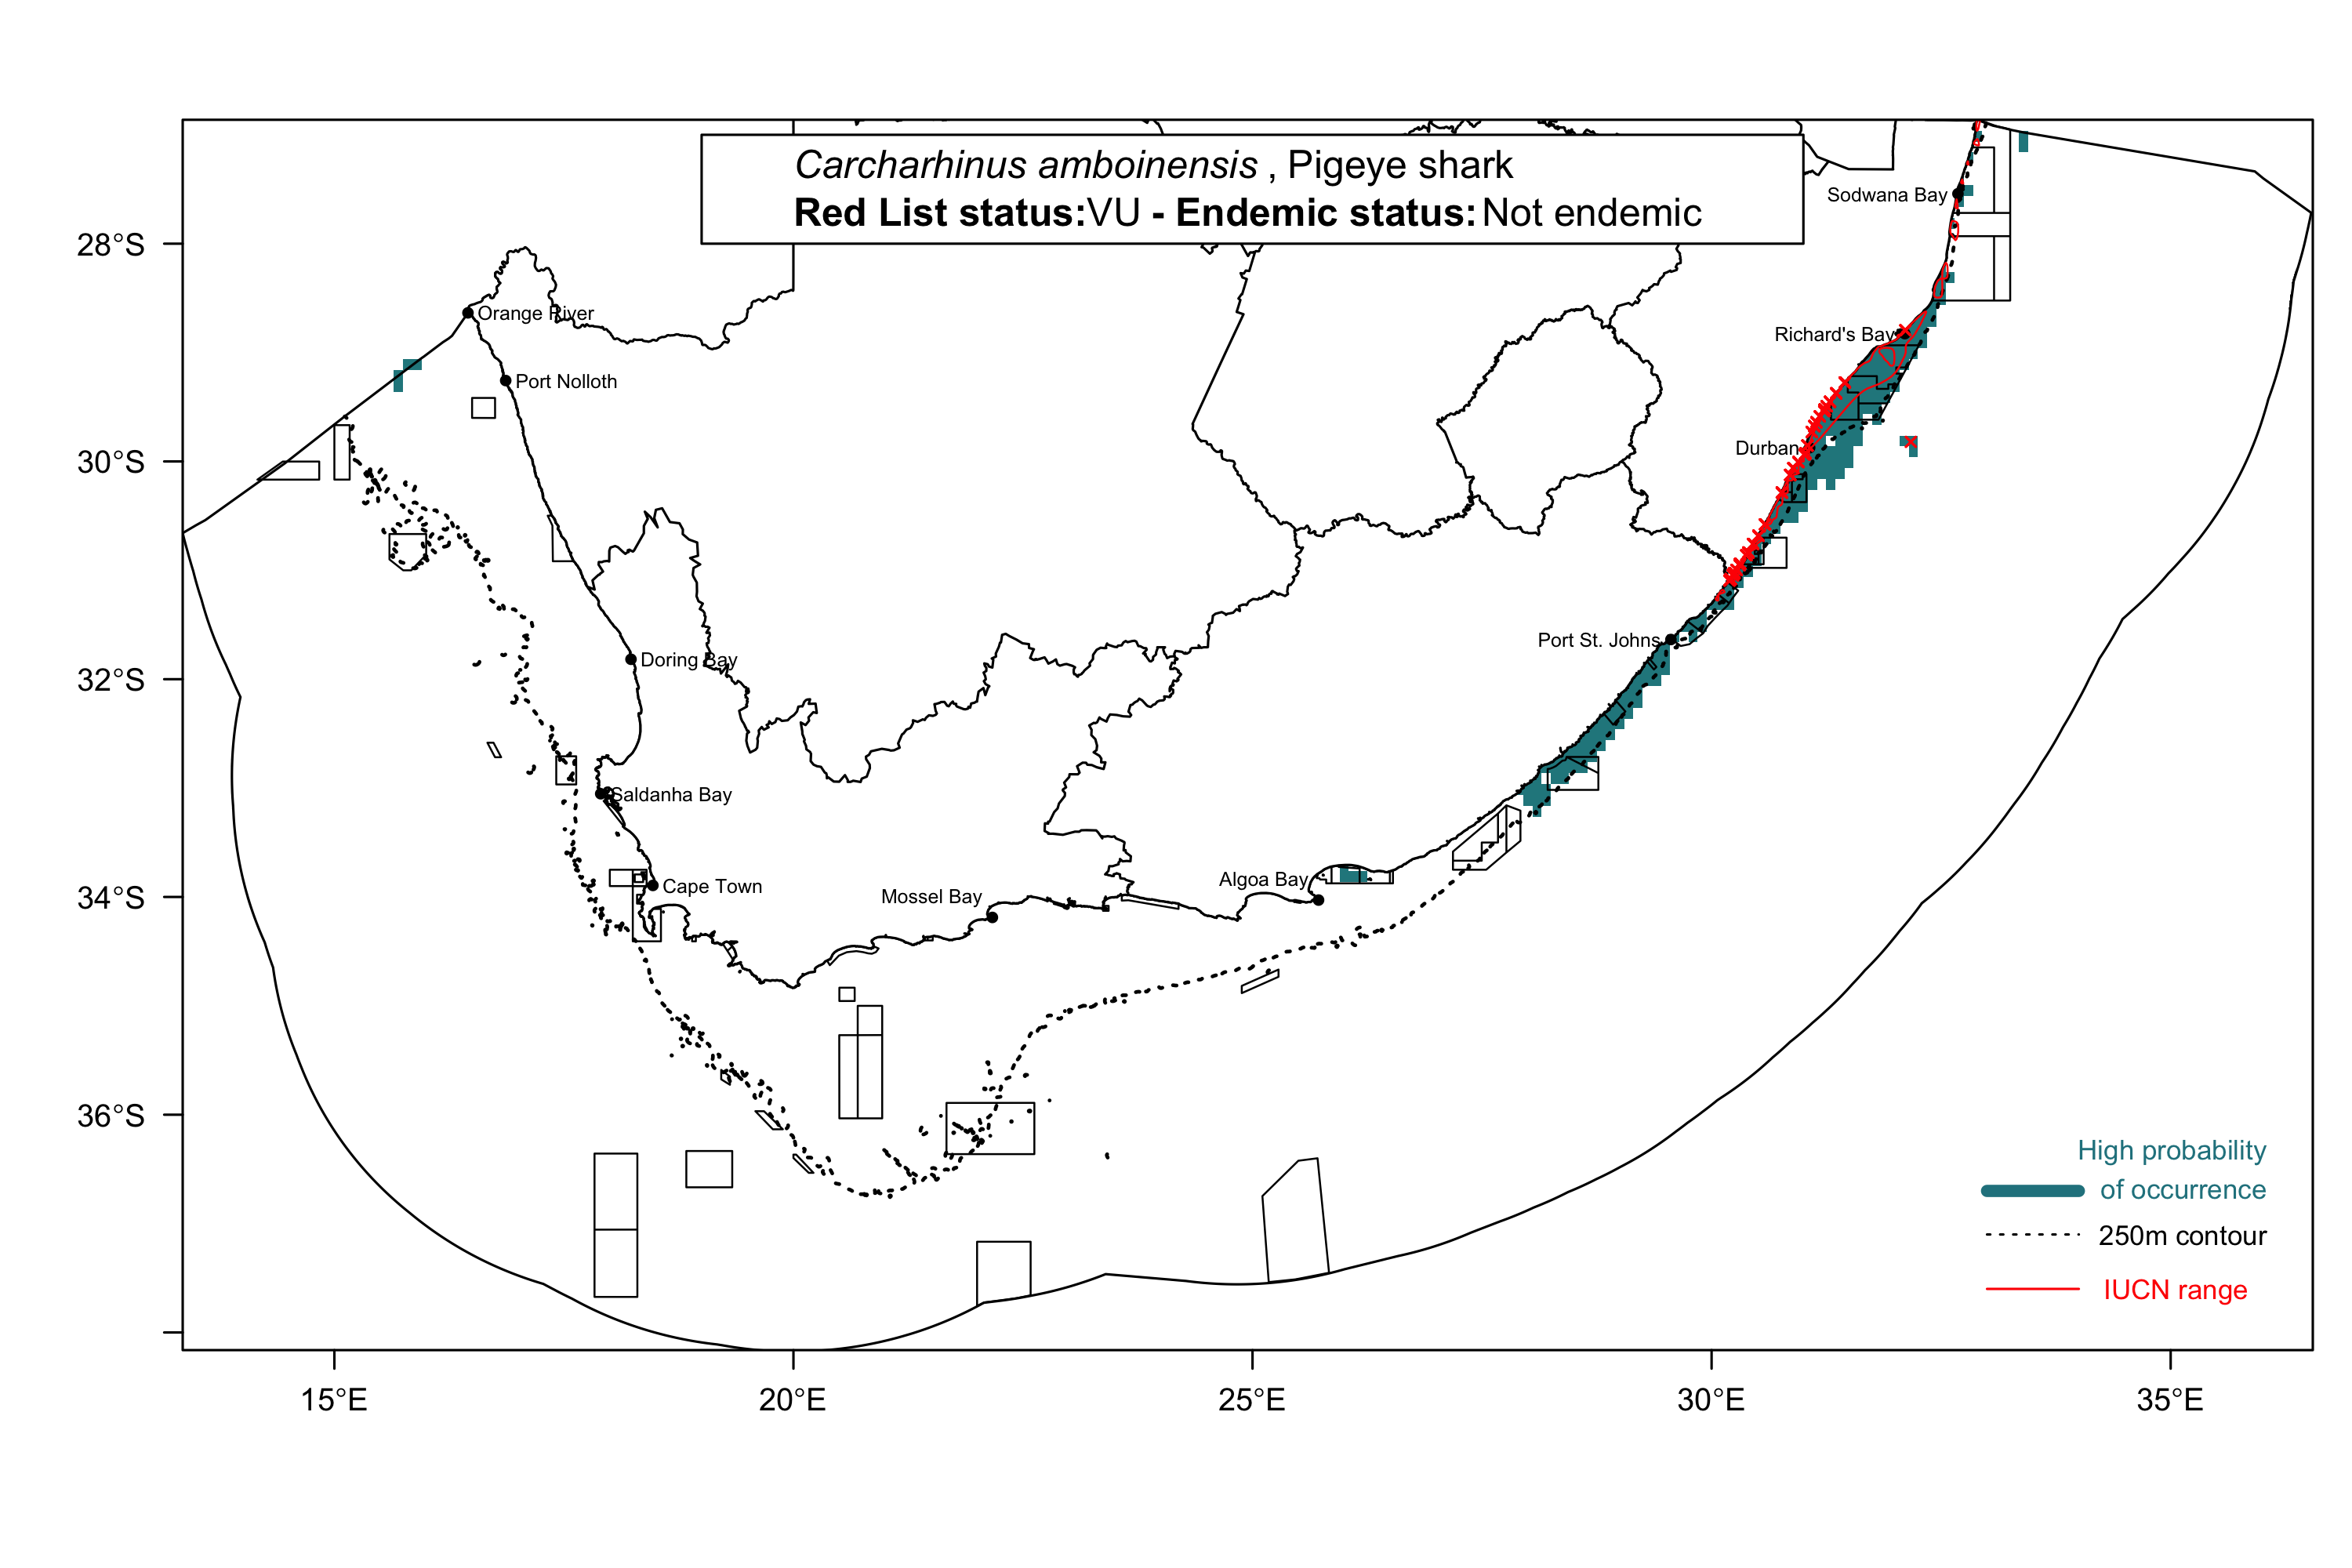 Carcharhinus amboinensis , Pigeye shark
Red List status:VU - Endemic status: Not endemic
Sodwana Bay
28°S
Orange River
Richard's Bay
Port Nolloth
Durban
30°S
Port St. Johns
Doring Bay
32°S
Saldanha Bay
Cape Town
Algoa Bay
Mossel Bay
34°S
36°S
High probability
of occurrence
250m contour
IUCN range
15°E
20°E
25°E
30°E
35°E